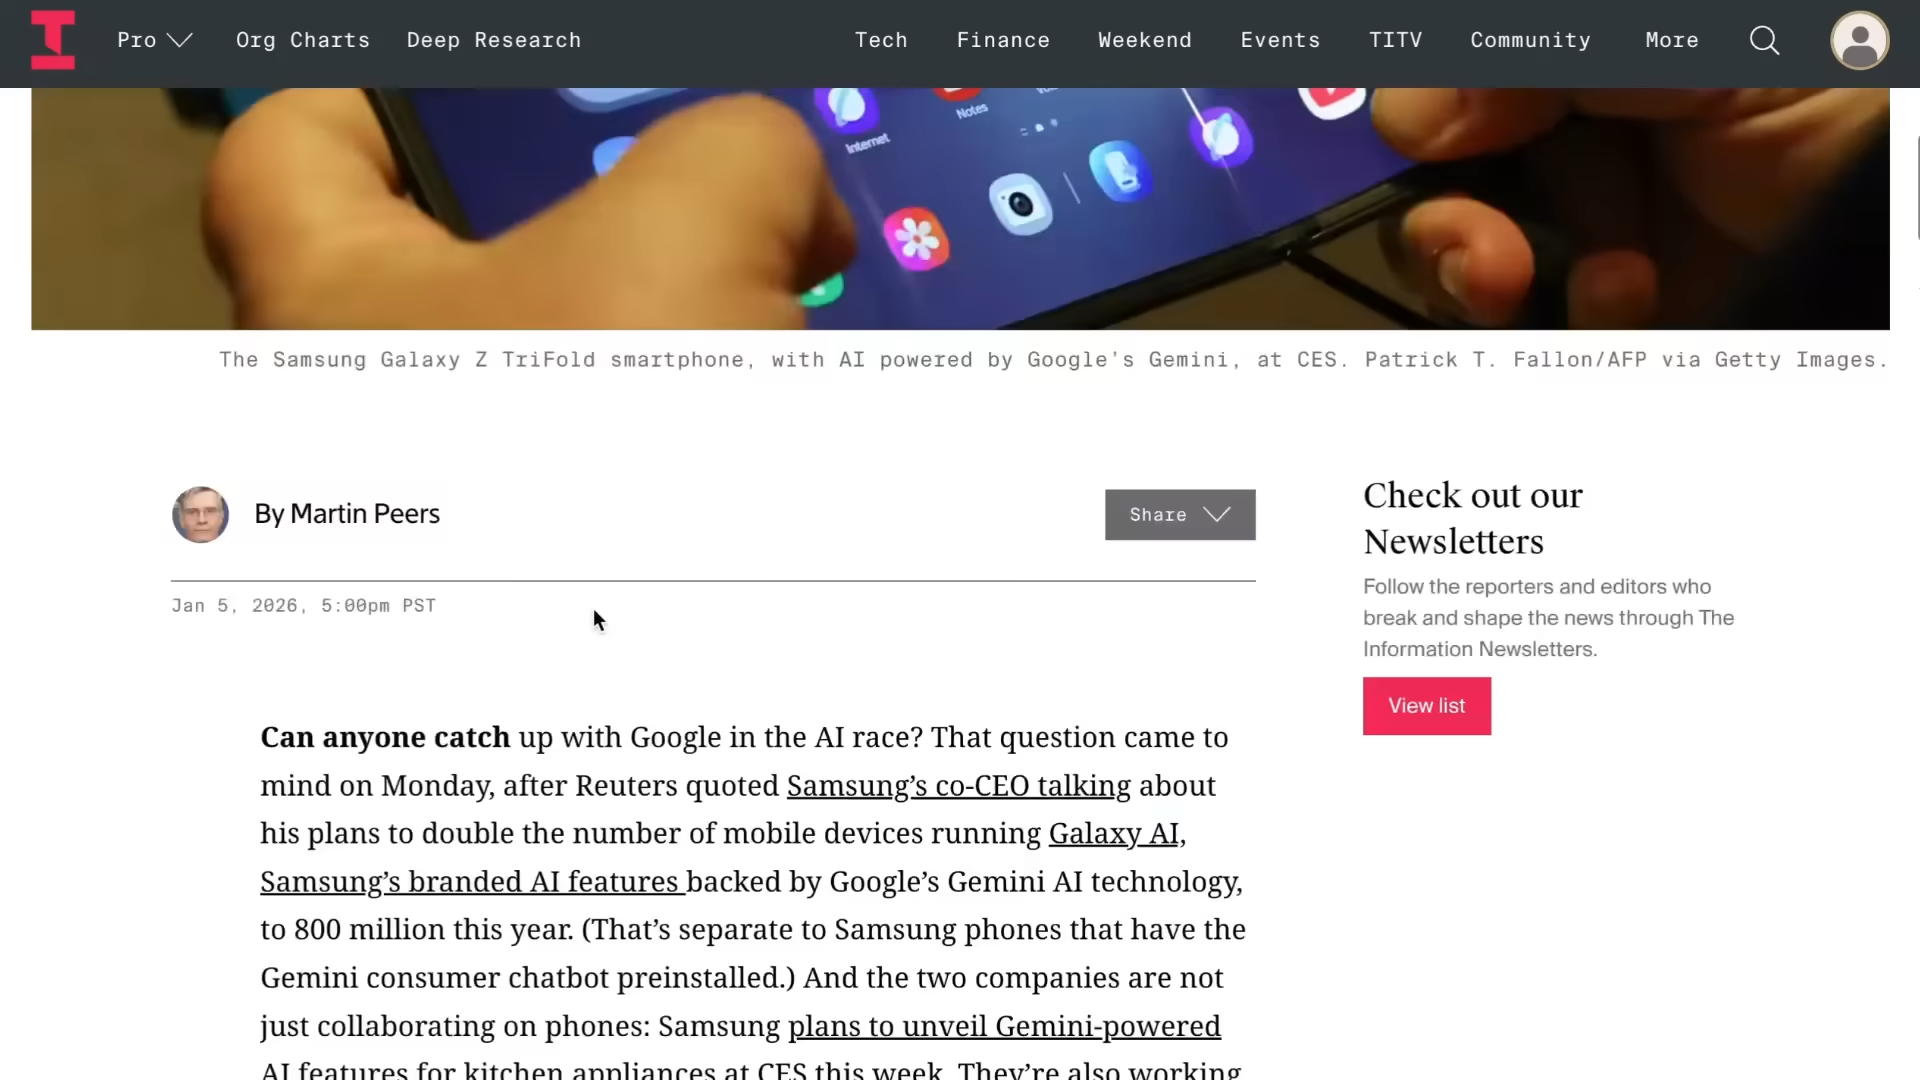 Pro
Org Charts
Deep Research
Tech
Finance
Weekend
Events
TITV
Community
More
Internet
Notes
The Samsung Galaxy Z TriFold smartphone, with AI powered by Google's Gemini, at CES. Patrick T. Fallon/AFP via Getty Images.
By Martin Peers
Share
Jan 5, 2026, 5:00pm PST
Can anyone catch up with Google in the AI race? That question came to
mind on Monday, after Reuters quoted Samsung’s co-CEO talking about
his plans to double the number of mobile devices running Galaxy AI,
Samsung’s branded AI features backed by Google’s Gemini AI technology,
to 800 million this year. (That’s separate to Samsung phones that have the
Gemini consumer chatbot preinstalled.) And the two companies are not
just collaborating on phones: Samsung plans to unveil Gemini-powered
AI features for kitchen appliances at CES this week. They’re also working
Check out our
Newsletters
Follow the reporters and editors who
break and shape the news through The
Information Newsletters.
View list